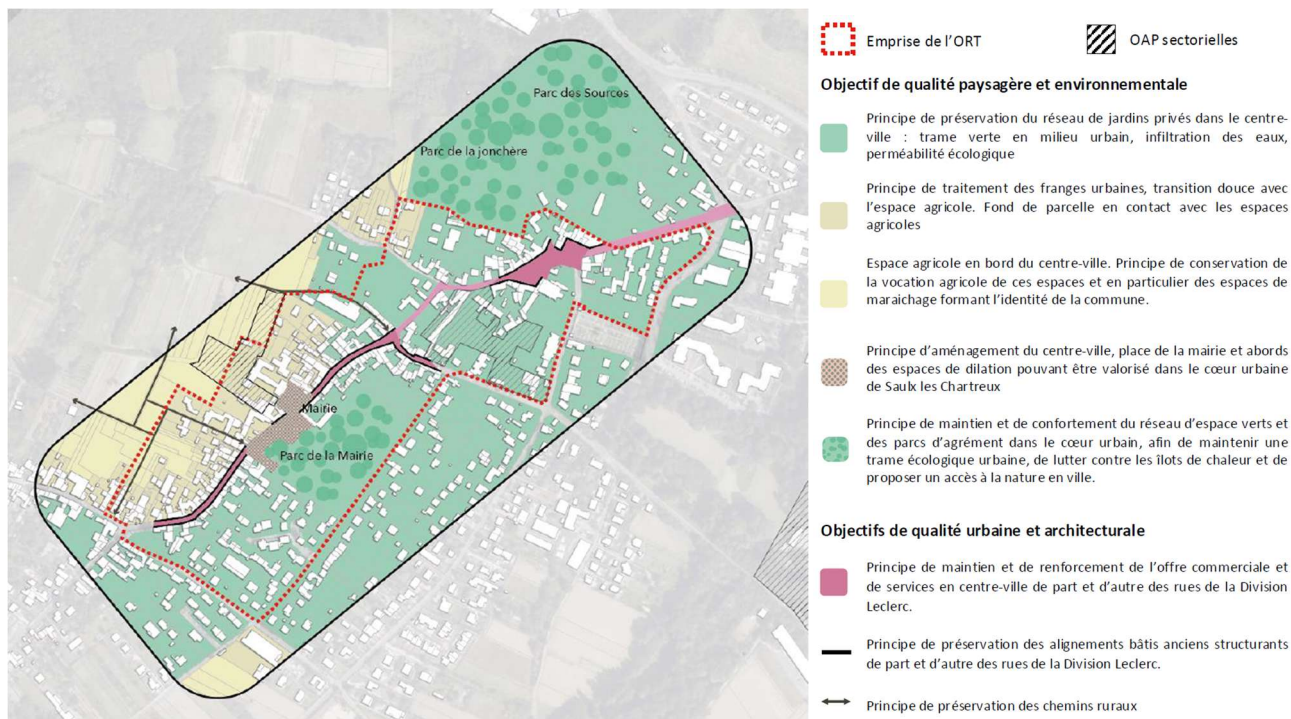 Parc des Sources
Parc de la jonchère
Mairie
Parc de la Mairie
Emprise de l’ORT
OAP sectorielles
Objectif de qualité paysagère et environnementale
Principe de préservation du réseau de jardins privés dans le centre-
ville : trame verte en milieu urbain, infiltration des eaux,
perméabilité écologique
Principe de traitement des franges urbaines, transition douce avec
l’espace agricole. Fond de parcelle en contact avec les espaces
agricoles
Espace agricole en bord du centre-ville. Principe de conservation de
la vocation agricole de ces espaces et en particulier des espaces de
maraichage formant l’identité de la commune.
Principe d’aménagement du centre-ville, place de la mairie et abords
des espaces de dilation pouvant être valorisé dans le cœur urbaine
de Saulx les Chartreux
Principe de maintien et de confortement du réseau d’espace verts et
des parcs d’agrément dans le cœur urbain, afin de maintenir une
trame écologique urbaine, de lutter contre les îlots de chaleur et de
proposer un accès à la nature en ville.
Objectifs de qualité urbaine et architecturale
Principe de maintien et de renforcement de l’offre commerciale et
de services en centre-ville de part et d’autre des rues de la Division
Leclerc.
Principe de préservation des alignements bâtis anciens structurants
de part et d’autre des rues de la Division Leclerc.
Principe de préservation des chemins ruraux